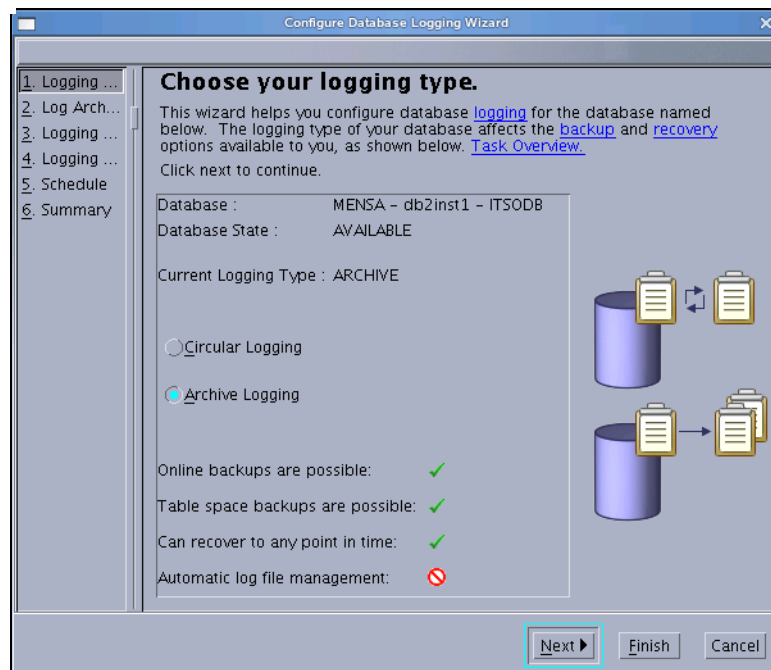 Configure Database Logging Wizard
1. Logging ...
2. Log Arch...
3. Logging ...
4. Logging ...
5. Schedule
6. Summary
Choose your logging type.
This wizard helps you configure database logging for the database named
below. The logging type of your database affects the backup and recovery
options available to you, as shown below. Task Overview.
Click next to continue.
Database : MENSA – db2inst1 – ITSODB
Database State : AVAILABLE
Current Logging Type : ARCHIVE
Circular Logging
Archive Logging
Online backups are possible:
Table space backups are possible:
Can recover to any point in time:
Automatic log file management:
Next
Finish
Cancel